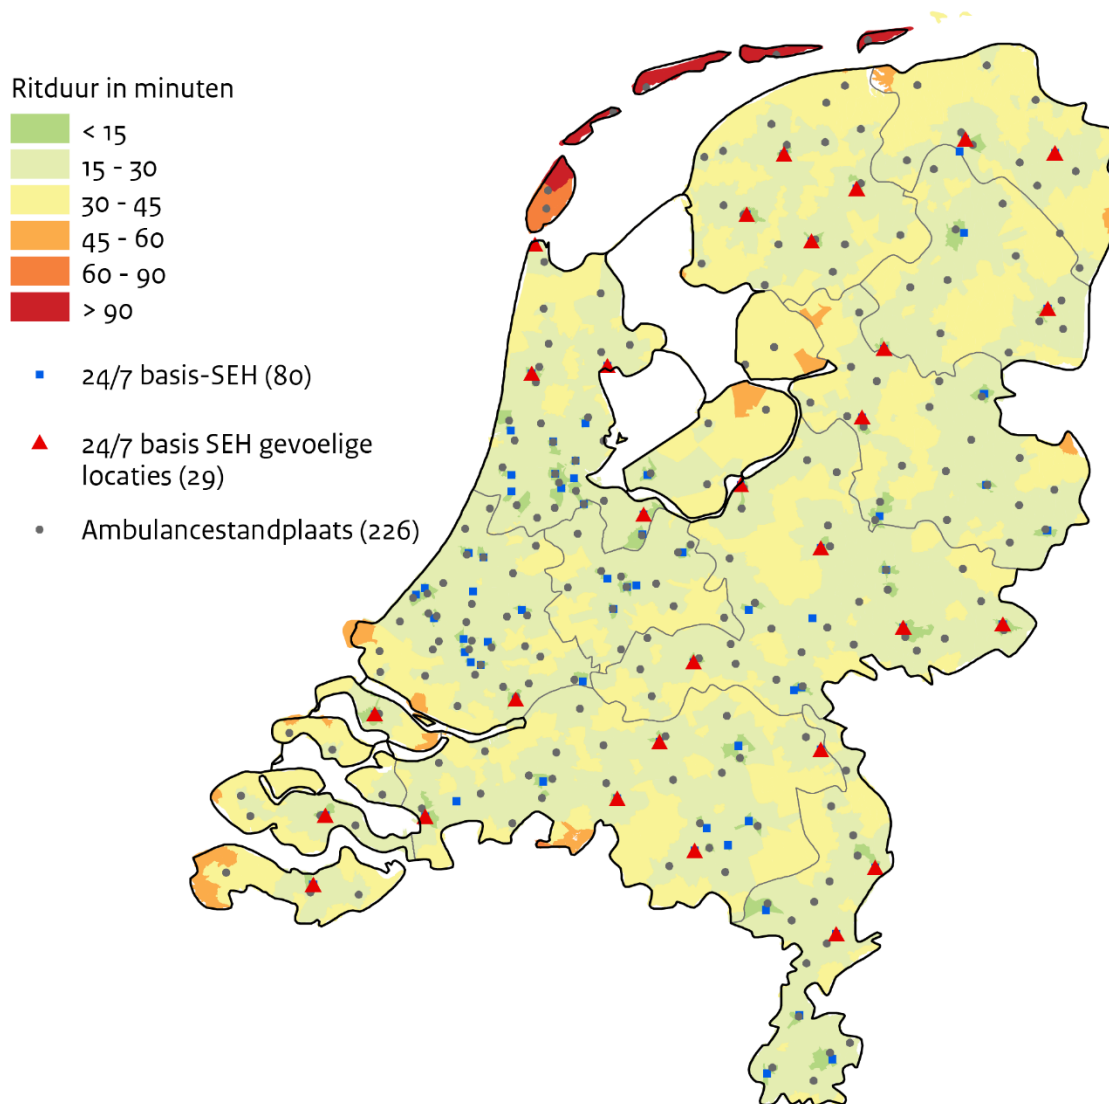 Ritduur in minuten
< 15
15 - 30
30 - 45
45 - 60
60 - 90
> 90
24/7 basis-SEH (80)
24/7 basis SEH gevoelige
locaties (29)
Ambulancestandplaats (226)